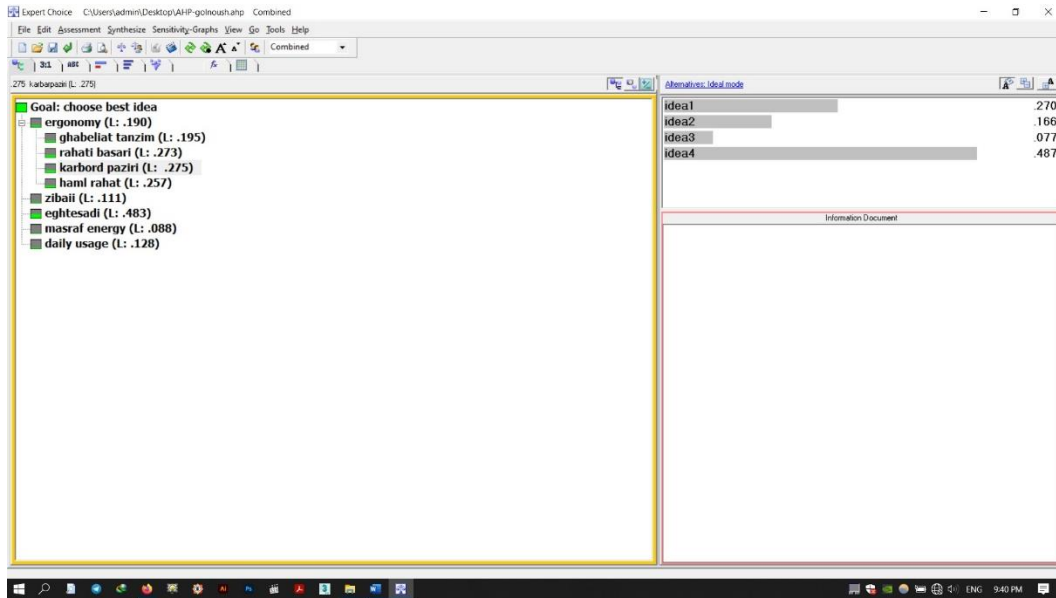 Expert Choice C:\Users\admin\Desktop\AHP-golnoush.ahp Combined
File Edit Assessment Synthesize Sensitivity-Graphs View Go Tools Help
Combined
3:1 ABC
.275 karbarpaziri (L: .275)
Alternatives: Ideal mode
Goal: choose best idea
ergonomy (L: .190)
ghabeliat tanzim (L: .195)
rahati basari (L: .273)
karbord paziri (L: .275)
haml rahat (L: .257)
zibaii (L: .111)
eghtesadi (L: .483)
masraf energy (L: .088)
daily usage (L: .128)
idea1 .270
idea2 .166
idea3 .077
idea4 .487
Information Document
ENG 9:40 PM